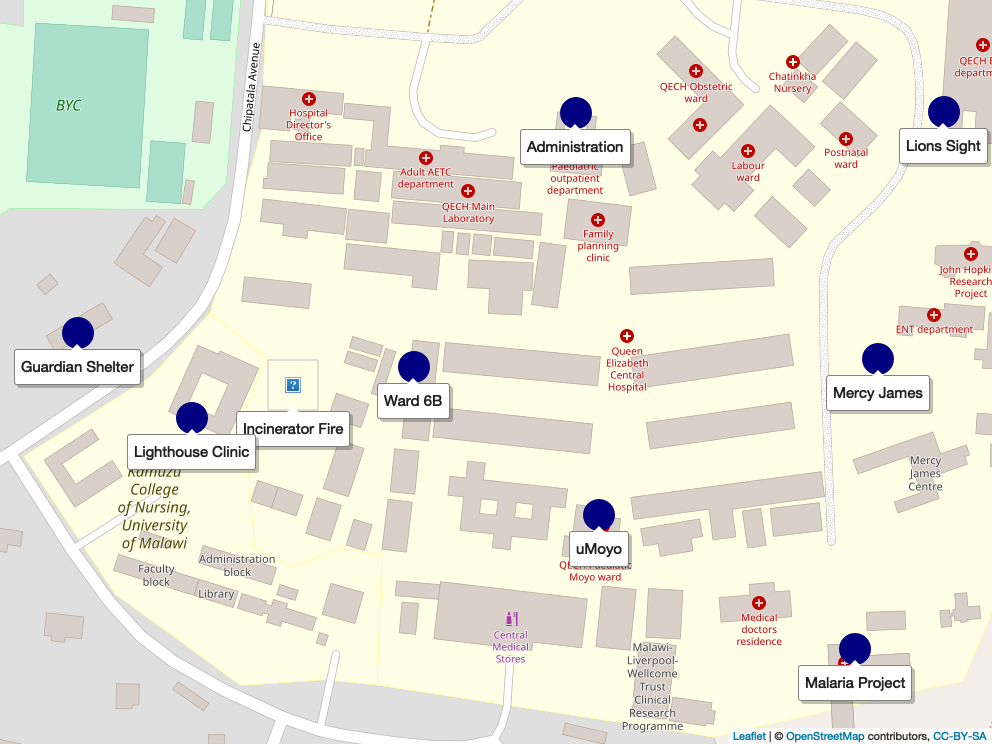 BYC
Chipatala Avenue
Hospital
Director's
Office
Adult AETC
department
QECH Main
Laboratory
Administration
Paediatric
outpatient
department
Family
planning
clinic
QECH Obstetric
ward
Chatinkha
Nursery
Labour
ward
Postnatal
ward
QECH
departm
Lions Sight
John Hopki
Research
Project
ENT department
Guardian Shelter
Queen
Elizabeth
Central
Hospital
Mercy James
Ward 6B
?
Incinerator Fire
Lighthouse Clinic
Kamuzu
College
of Nursing,
University
of Malawi
Mercy
James
Centre
uMoyo
Moyo ward
Administration
block
Faculty
block
Library
Central
Medical
Stores
Medical
doctors
residence
Malawi-
Liverpool-
Wellcome
Trust
Clinical
Research
Programme
Malaria Project
Leaflet | © OpenStreetMap contributors, CC-BY-SA